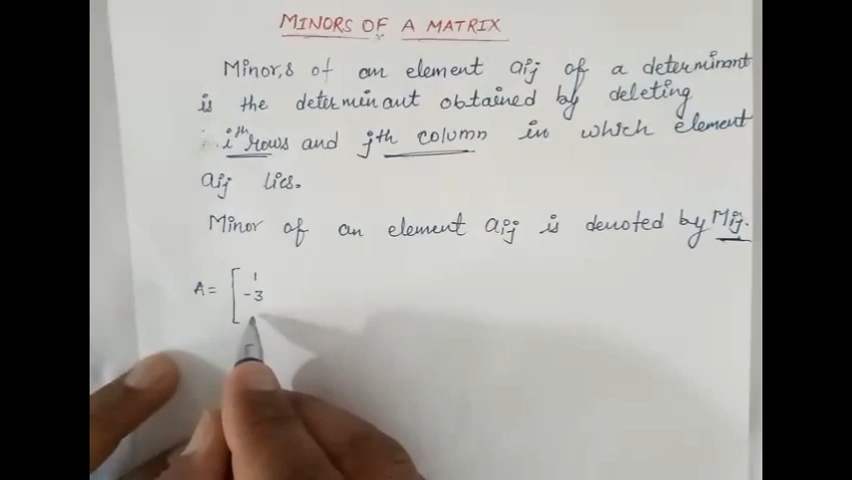 MINORS OF A MATRIX
Minor,s of an element aij of a determinant
is the determinant obtained by deleting
ith rows and jth column in which element
aij lies.
Minor of an element aij is denoted by Mij.
A = [ 1
-3